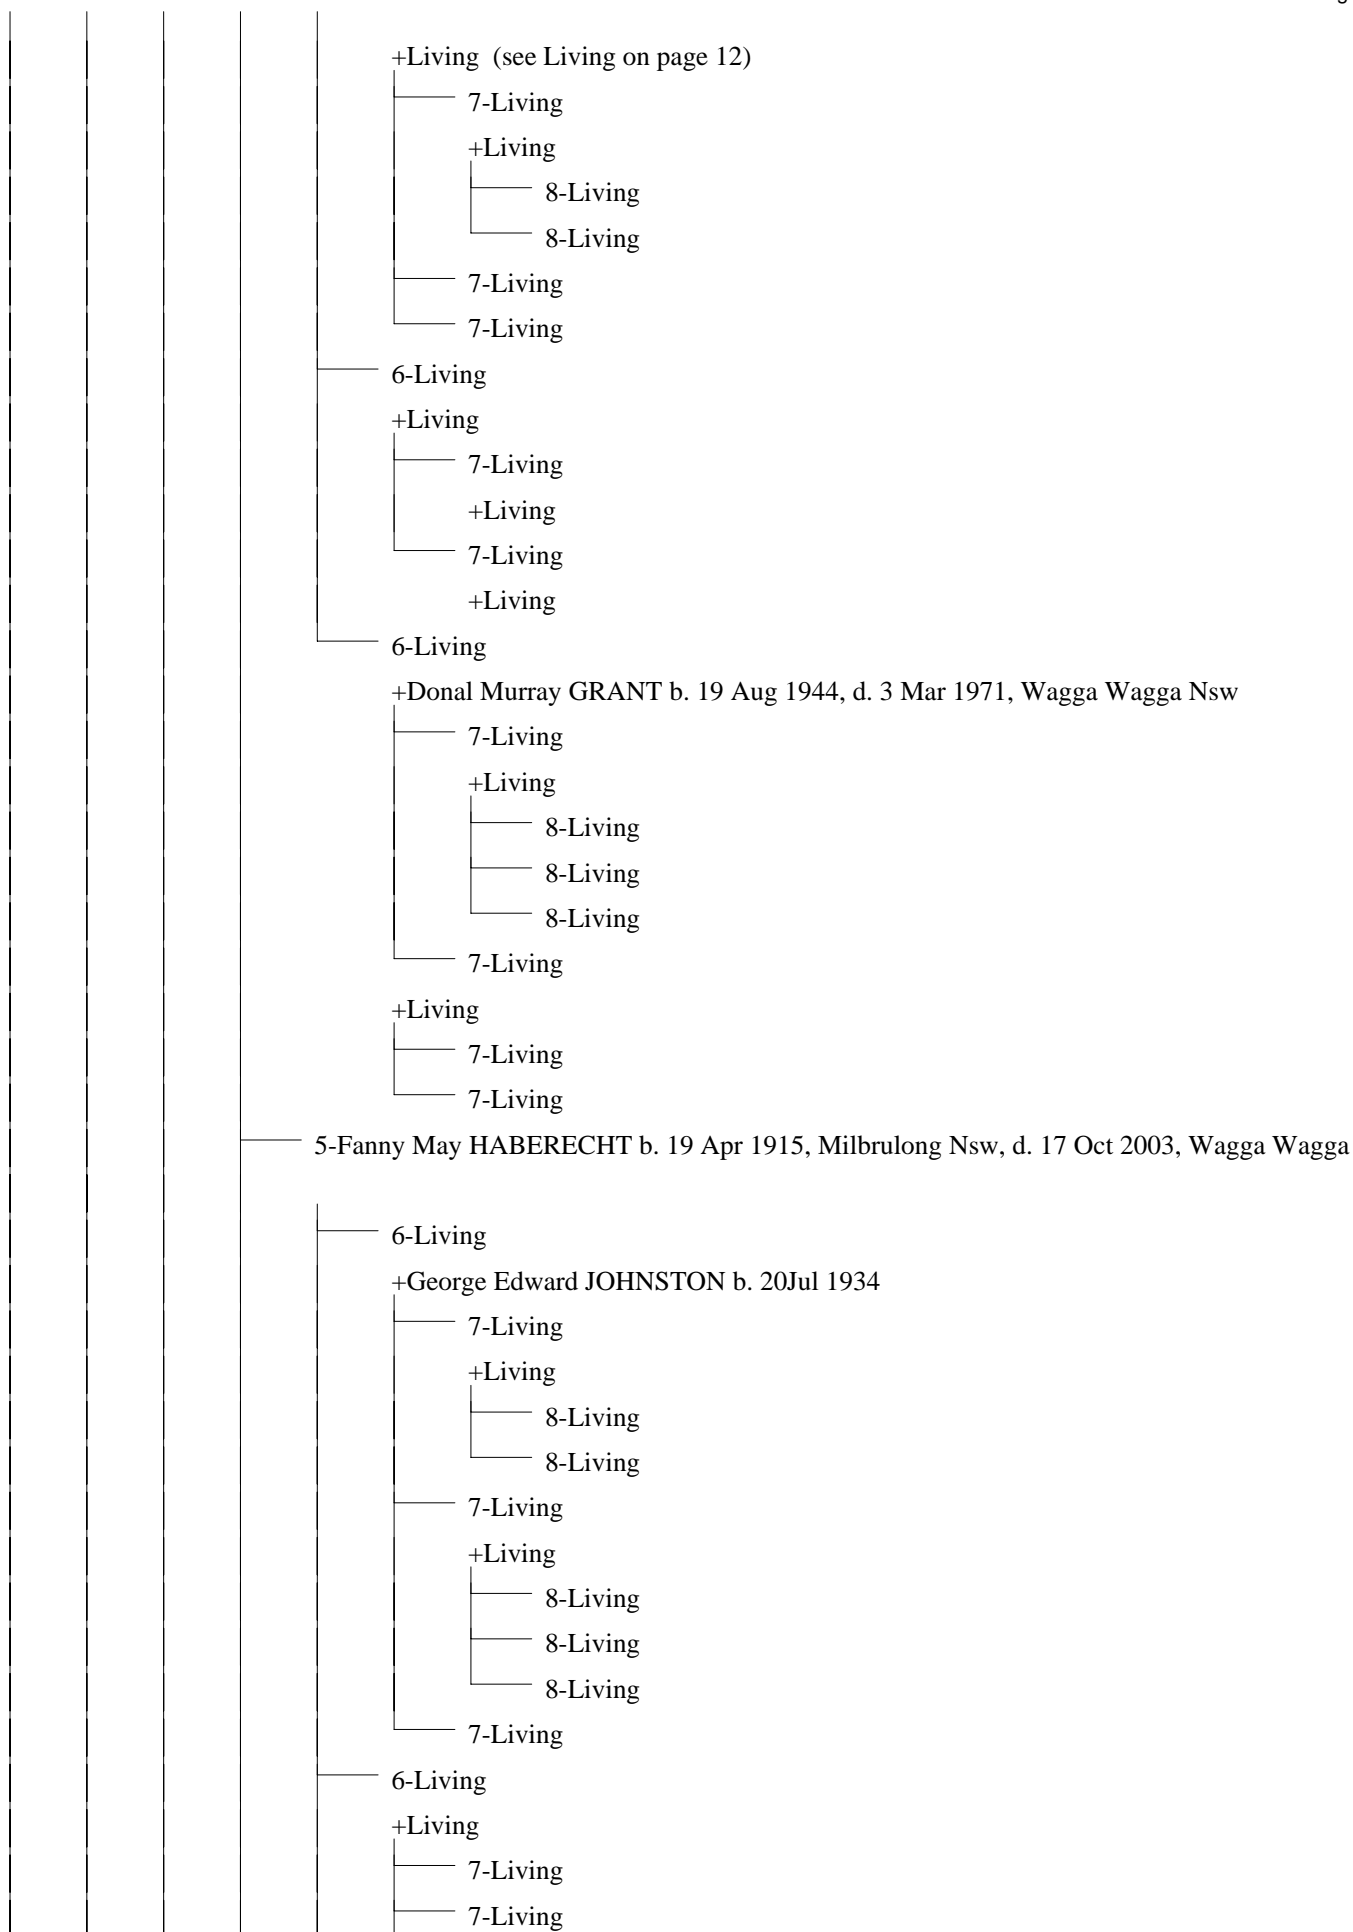 +Living (see Living on page 12)
7-Living
+Living
8-Living
8-Living
7-Living
7-Living
6-Living
+Living
7-Living
+Living
7-Living
+Living
6-Living
+Donal Murray GRANT b. 19 Aug 1944, d. 3 Mar 1971, Wagga Wagga Nsw
7-Living
+Living
8-Living
8-Living
8-Living
7-Living
+Living
7-Living
7-Living
5-Fanny May HABERECHT b. 19 Apr 1915, Milbrulong Nsw, d. 17 Oct 2003, Wagga Wagga
6-Living
+George Edward JOHNSTON b. 20Jul 1934
7-Living
+Living
8-Living
8-Living
7-Living
+Living
8-Living
8-Living
8-Living
7-Living
6-Living
+Living
7-Living
7-Living